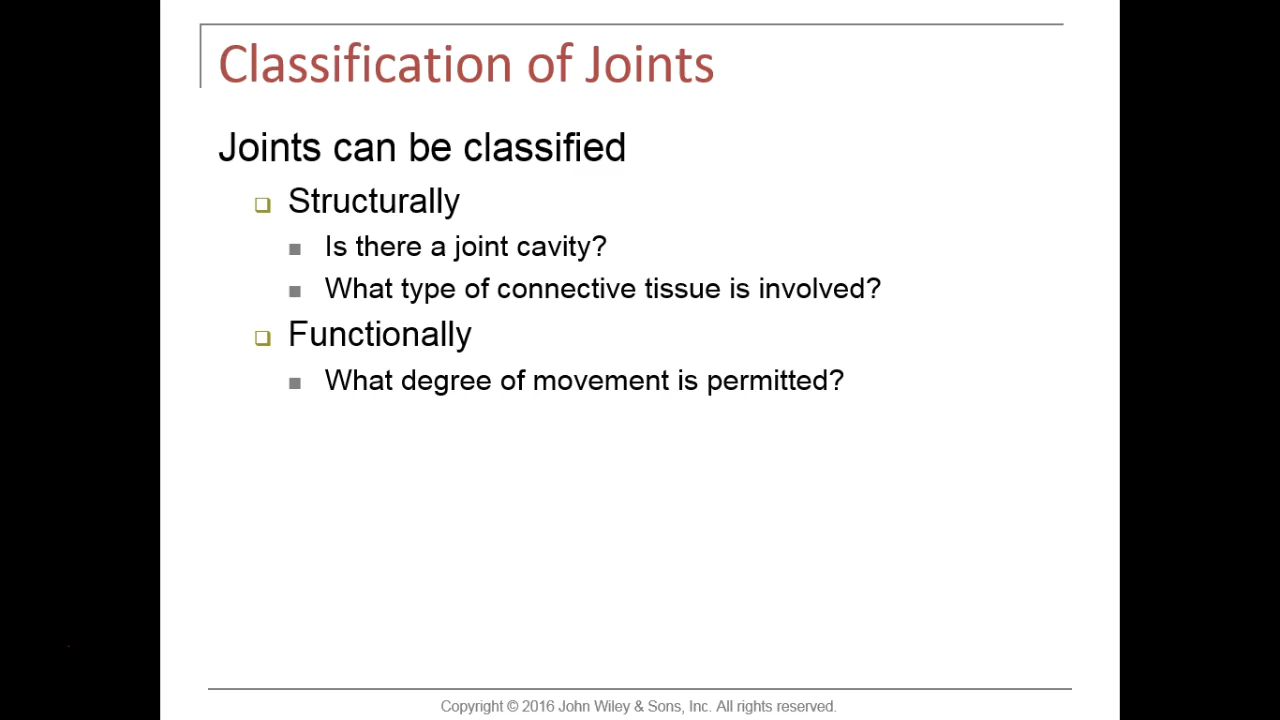 Classification of Joints
Joints can be classified
Structurally
Is there a joint cavity?
What type of connective tissue is involved?
Functionally
What degree of movement is permitted?
Copyright © 2016 John Wiley & Sons, Inc. All rights reserved.